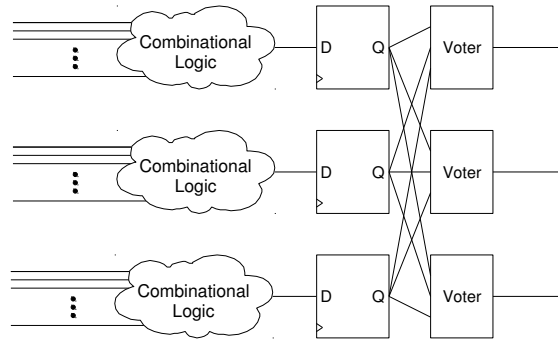 Combinational
Logic
D Q
Voter
Combinational
Logic
D Q
Voter
Combinational
Logic
D Q
Voter